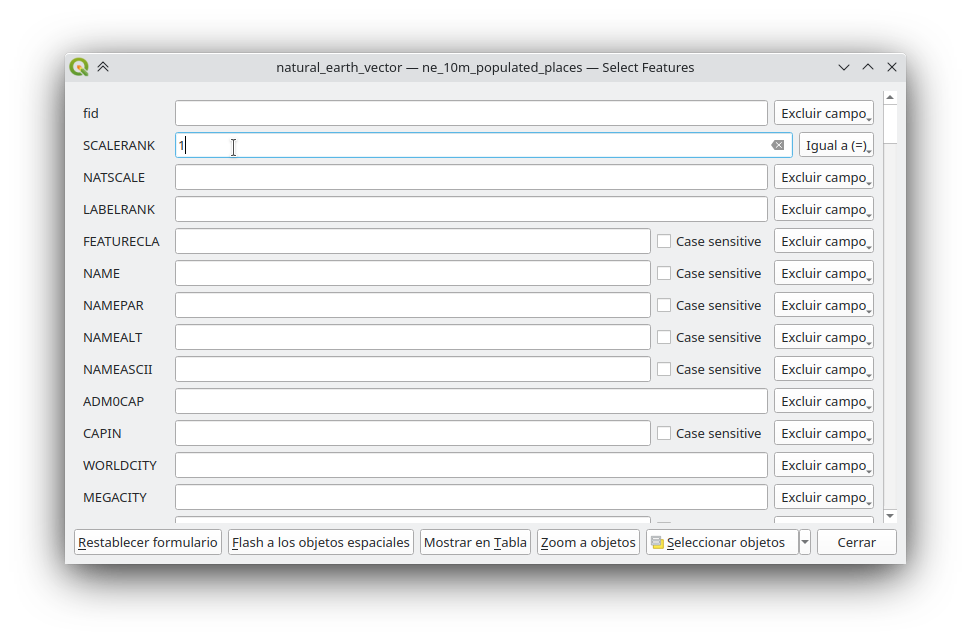 natural_earth_vector — ne_10m_populated_places — Select Features
fid Excluir campo
SCALERANK 1 Igual a (=)
NATSCALE Excluir campo
LABELRANK Excluir campo
FEATURECLA Case sensitive Excluir campo
NAME Case sensitive Excluir campo
NAMEPAR Case sensitive Excluir campo
NAMEALT Case sensitive Excluir campo
NAMEASCII Case sensitive Excluir campo
ADM0CAP Excluir campo
CAPIN Case sensitive Excluir campo
WORLDCITY Excluir campo
MEGACITY Excluir campo
Restablecer formulario Flash a los objetos espaciales Mostrar en Tabla Zoom a objetos Seleccionar objetos Cerrar